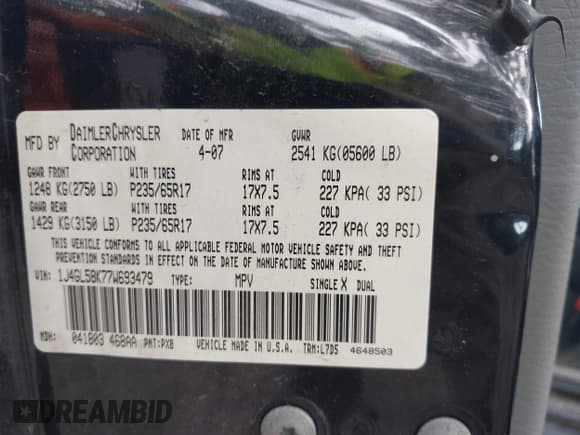 MFD BY DAIMLERCHRYSLER CORPORATION DATE OF MFR 4-07 GVWR 2541 KG(05600 LB)
GAWR FRONT WITH TIRES RIMS AT COLD
1248 KG(2750 LB) P235/65R17 17X7.5 227 KPA( 33 PSI)
GAWR REAR WITH TIRES RIMS AT COLD
1429 KG(3150 LB) P235/65R17 17X7.5 227 KPA( 33 PSI)
THIS VEHICLE CONFORMS TO ALL APPLICABLE FEDERAL MOTOR VEHICLE SAFETY AND THEFT
PREVENTION STANDARDS IN EFFECT ON THE DATE OF MANUFACTURE SHOWN ABOVE.
VIN: 1J4GL58K77W693479 TYPE: MPV SINGLE X DUAL
MDH: 041803 468AA PNT:PXB VEHICLE MADE IN U.S.A. TRM:L7D5 4648503
DREAMBID